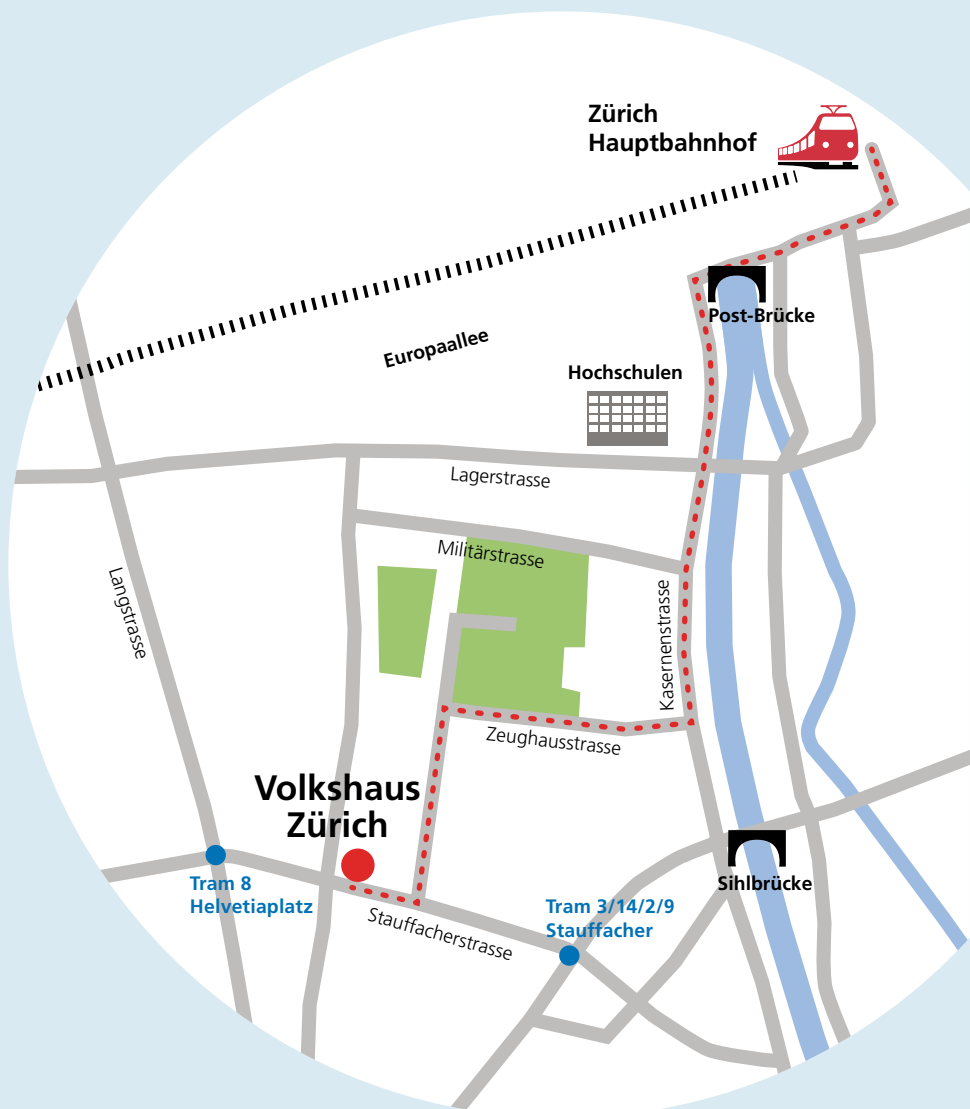 Zürich
Hauptbahnhof
Post-Brücke
Europaallee
Hochschulen
Lagerstrasse
Militärstrasse
Langstrasse
Kasernenstrasse
Zeughausstrasse
Volkshaus
Zürich
Tram 8
Helvetiaplatz
Sihlbrücke
Tram 3/14/2/9
Stauffacher
Stauffacherstrasse